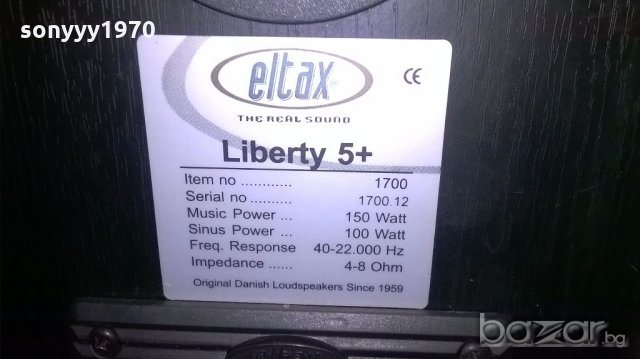 sonyyy1970
eltax
THE REAL SOUND
CE
Liberty 5+
Item no ............ 1700
Serial no .......... 1700.12
Music Power ... 150 Watt
Sinus Power ... 100 Watt
Freq. Response 40-22.000 Hz
Impedance ...... 4-8 Ohm
Original Danish Loudspeakers Since 1959
bazar.bg